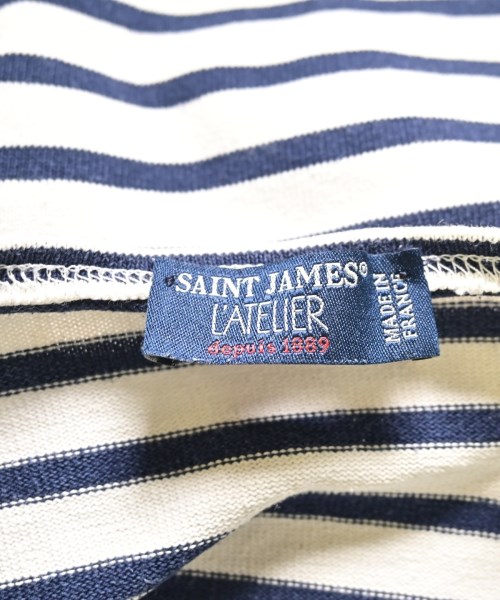 SAINT JAMES®
L'ATELIER
depuis 1889
MADE IN
FRANCE